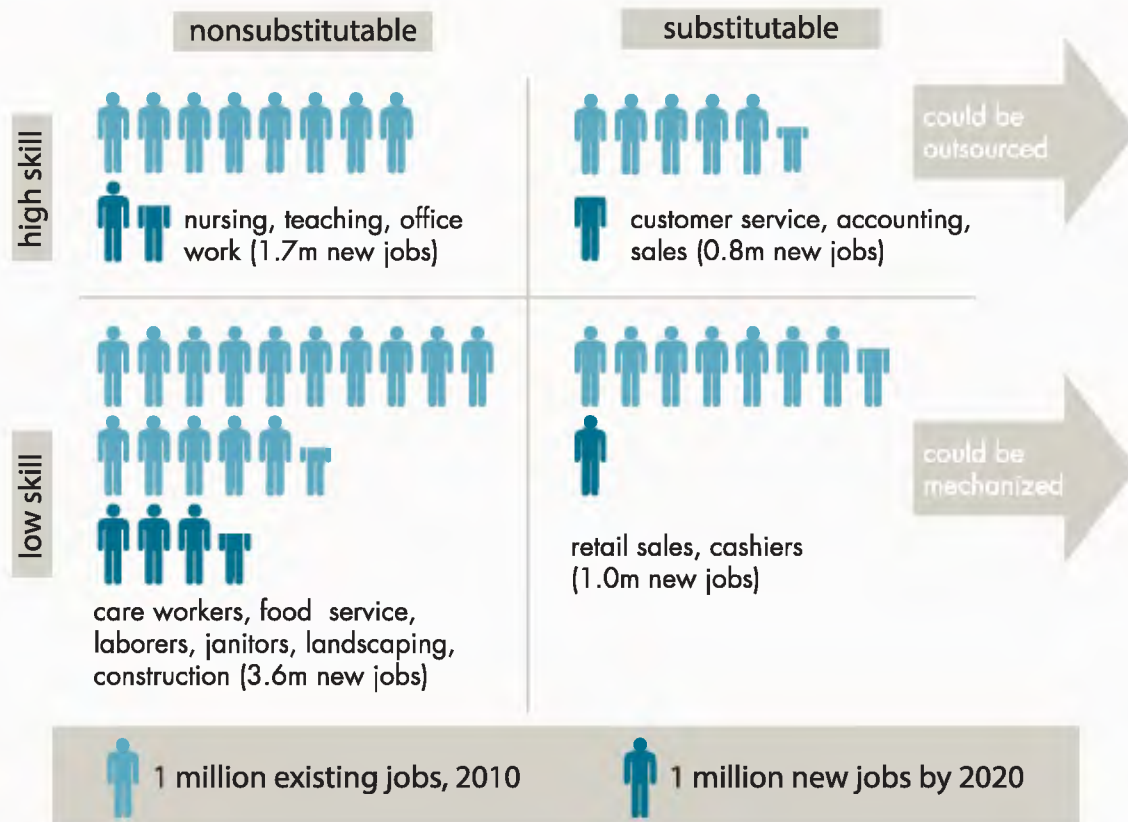 nonsubstitutable
substitutable
high skill
nursing, teaching, office
work (1.7m new jobs)
customer service, accounting,
sales (0.8m new jobs)
could be
outsourced
low skill
care workers, food service,
laborers, janitors, landscaping,
construction (3.6m new jobs)
retail sales, cashiers
(1.0m new jobs)
could be
mechanized
1 million existing jobs, 2010
1 million new jobs by 2020